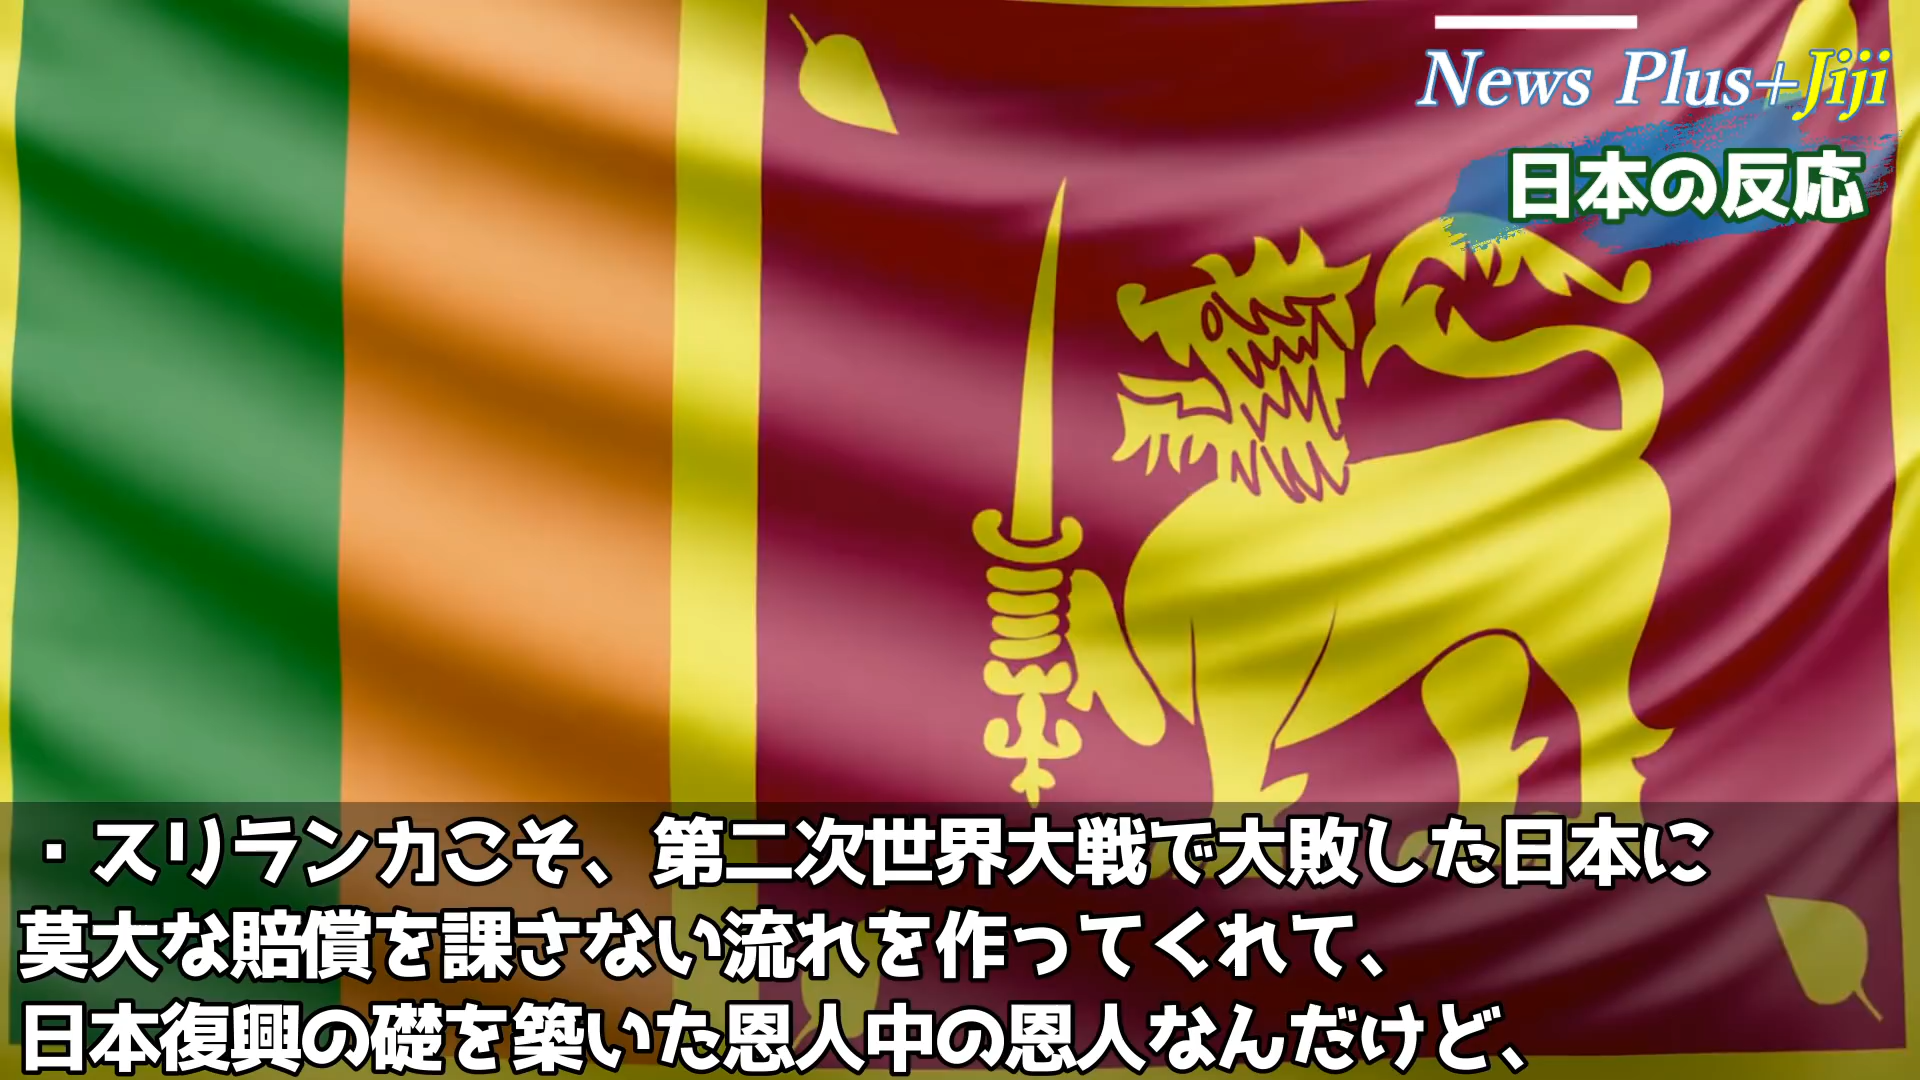 News Plus+Jiji
日本の反応
・スリランカこそ、第二次世界大戦で大敗した日本に
莫大な賠償を課さない流れを作ってくれて、
日本復興の礎を築いた恩人中の恩人なんだけど、